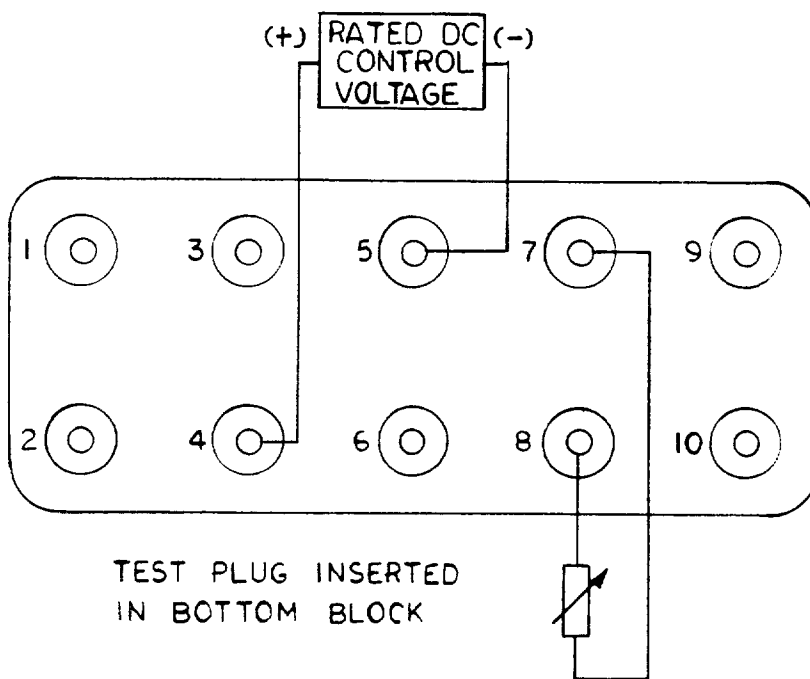 (+) RATED DC (-)
CONTROL
VOLTAGE
1 3 5 7 9
2 4 6 8 10
TEST PLUG INSERTED
IN BOTTOM BLOCK